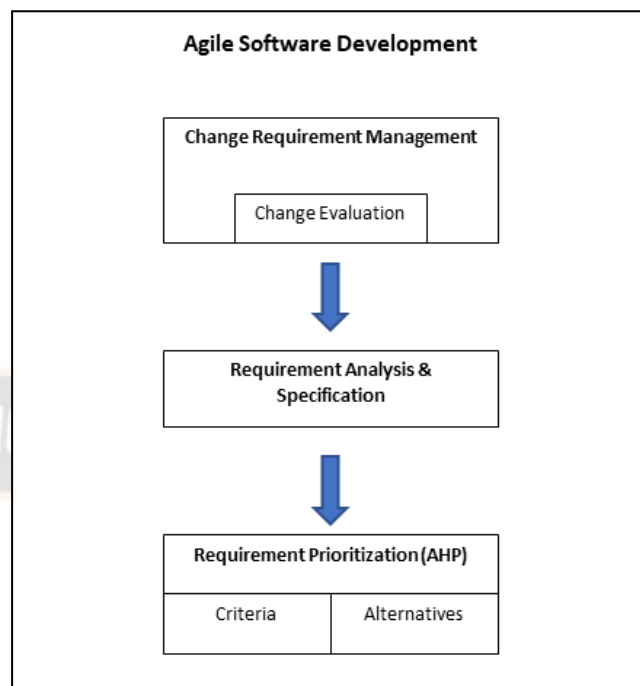 Agile Software Development
Change Requirement Management
Change Evaluation
Requirement Analysis &
Specification
Requirement Prioritization (AHP)
Criteria
Alternatives